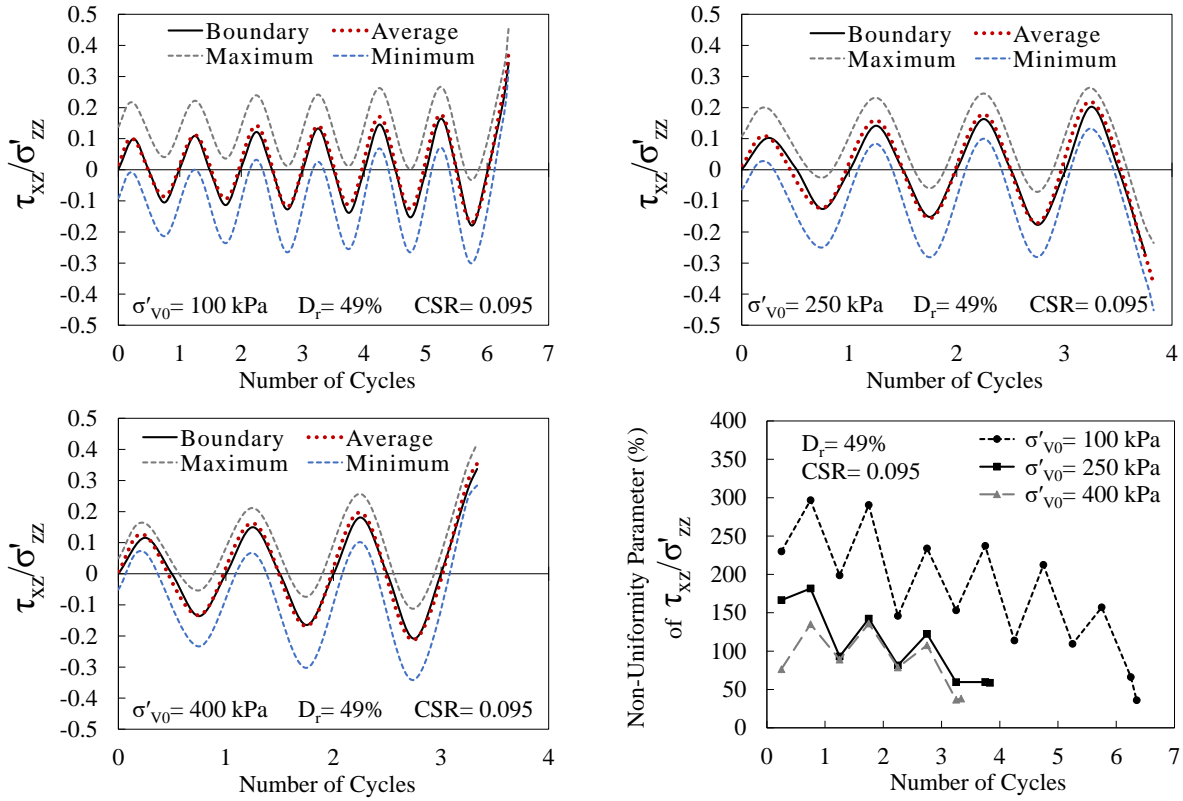 0.5
0.4
0.3
0.2
0.1
0
-0.1
-0.2
-0.3
-0.4
-0.5
τxz/σ'zz
Boundary Average
Maximum Minimum
σ'V0= 100 kPa Dr= 49% CSR= 0.095
0 1 2 3 4 5 6 7
Number of Cycles
0.5
0.4
0.3
0.2
0.1
0
-0.1
-0.2
-0.3
-0.4
-0.5
τxz/σ'zz
Boundary Average
Maximum Minimum
σ'V0= 250 kPa Dr= 49% CSR= 0.095
0 1 2 3 4
Number of Cycles
0.5
0.4
0.3
0.2
0.1
0
-0.1
-0.2
-0.3
-0.4
-0.5
τxz/σ'zz
Boundary Average
Maximum Minimum
σ'V0= 400 kPa Dr= 49% CSR= 0.095
0 1 2 3 4
Number of Cycles
400
350
300
250
200
150
100
50
0
Non-Uniformity Parameter (%)
of τxz/σ'zz
Dr= 49%
CSR= 0.095
σ'V0= 100 kPa
σ'V0= 250 kPa
σ'V0= 400 kPa
0 1 2 3 4 5 6 7
Number of Cycles